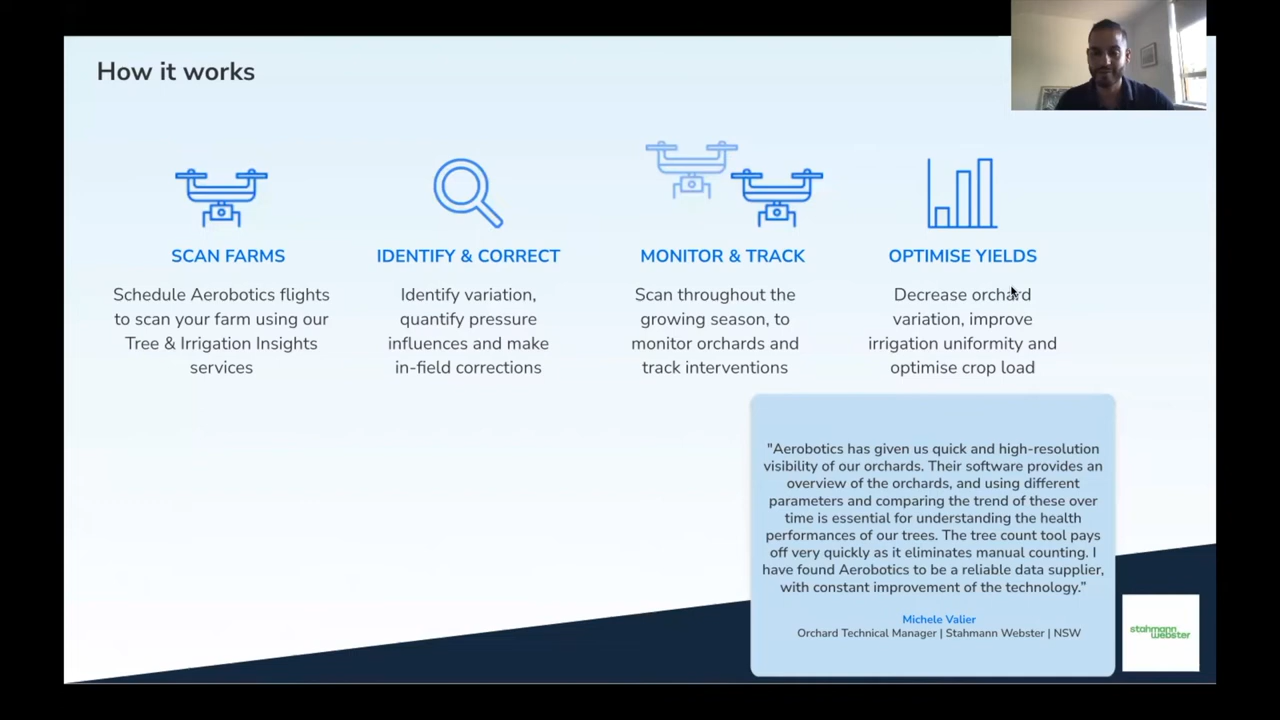 How it works
SCAN FARMS
Schedule Aerobotics flights
to scan your farm using our
Tree & Irrigation Insights
services
IDENTIFY & CORRECT
Identify variation,
quantify pressure
influences and make
in-field corrections
MONITOR & TRACK
Scan throughout the
growing season, to
monitor orchards and
track interventions
OPTIMISE YIELDS
Decrease orchard
variation, improve
irrigation uniformity and
optimise crop load
"Aerobotics has given us quick and high-resolution
visibility of our orchards. Their software provides an
overview of the orchards, and using different
parameters and comparing the trend of these over
time is essential for understanding the health
performances of our trees. The tree count tool pays
off very quickly as it eliminates manual counting. I
have found Aerobotics to be a reliable data supplier,
with constant improvement of the technology.”
Michele Valier
Orchard Technical Manager | Stahmann Webster | NSW
stahmann
webster